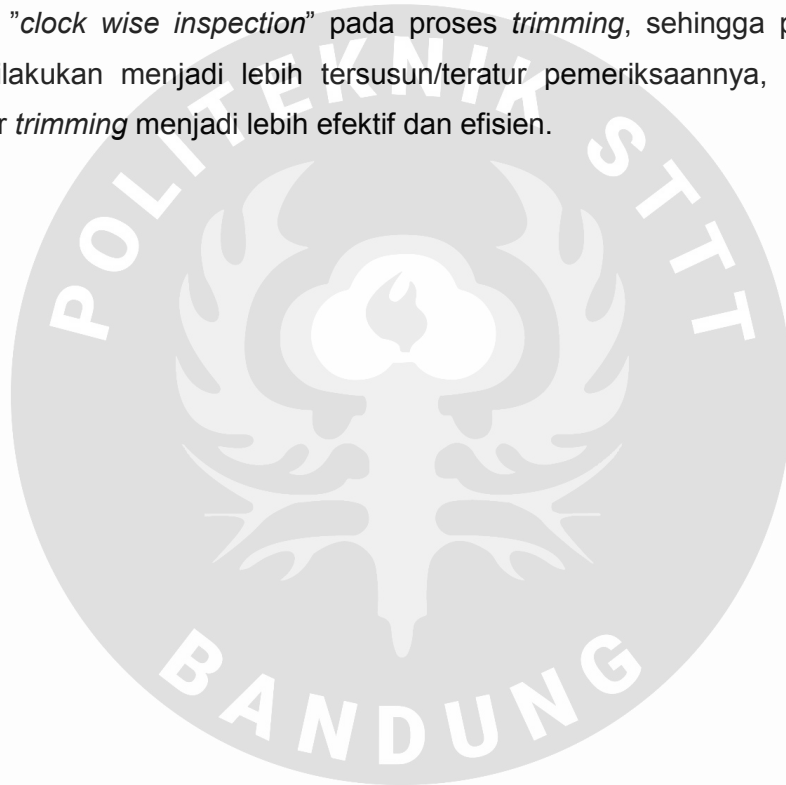 ”clock wise inspection” pada proses trimming, sehingga p
ilakukan menjadi lebih tersusun/teratur pemeriksaannya,
r trimming menjadi lebih efektif dan efisien.
POLITEKNIK STTT
BANDUNG